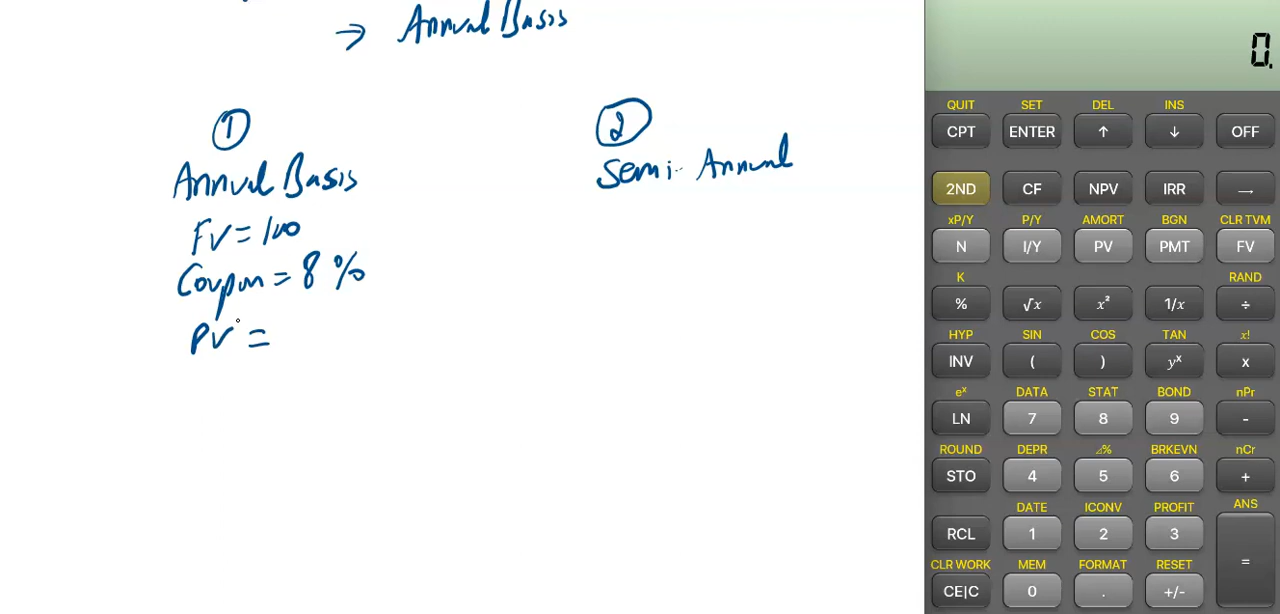 → Annual Basis
①
Annual Basis
FV = 100
Coupon = 8 %
PV =
②
Semi- Annual
0.
QUIT SET DEL INS
CPT ENTER ↑ ↓ OFF
2ND CF NPV IRR →
xP/Y P/Y AMORT BGN CLR TVM
N I/Y PV PMT FV
K RAND
% √x x² 1/x ÷
HYP SIN COS TAN x!
INV ( ) yˣ x
eˣ DATA STAT BOND nPr
LN 7 8 9 -
ROUND DEPR ⊿% BRKEVN nCr
STO 4 5 6 +
DATE ICONV PROFIT ANS
RCL 1 2 3 =
CLR WORK MEM FORMAT RESET
CE|C 0 . +/-